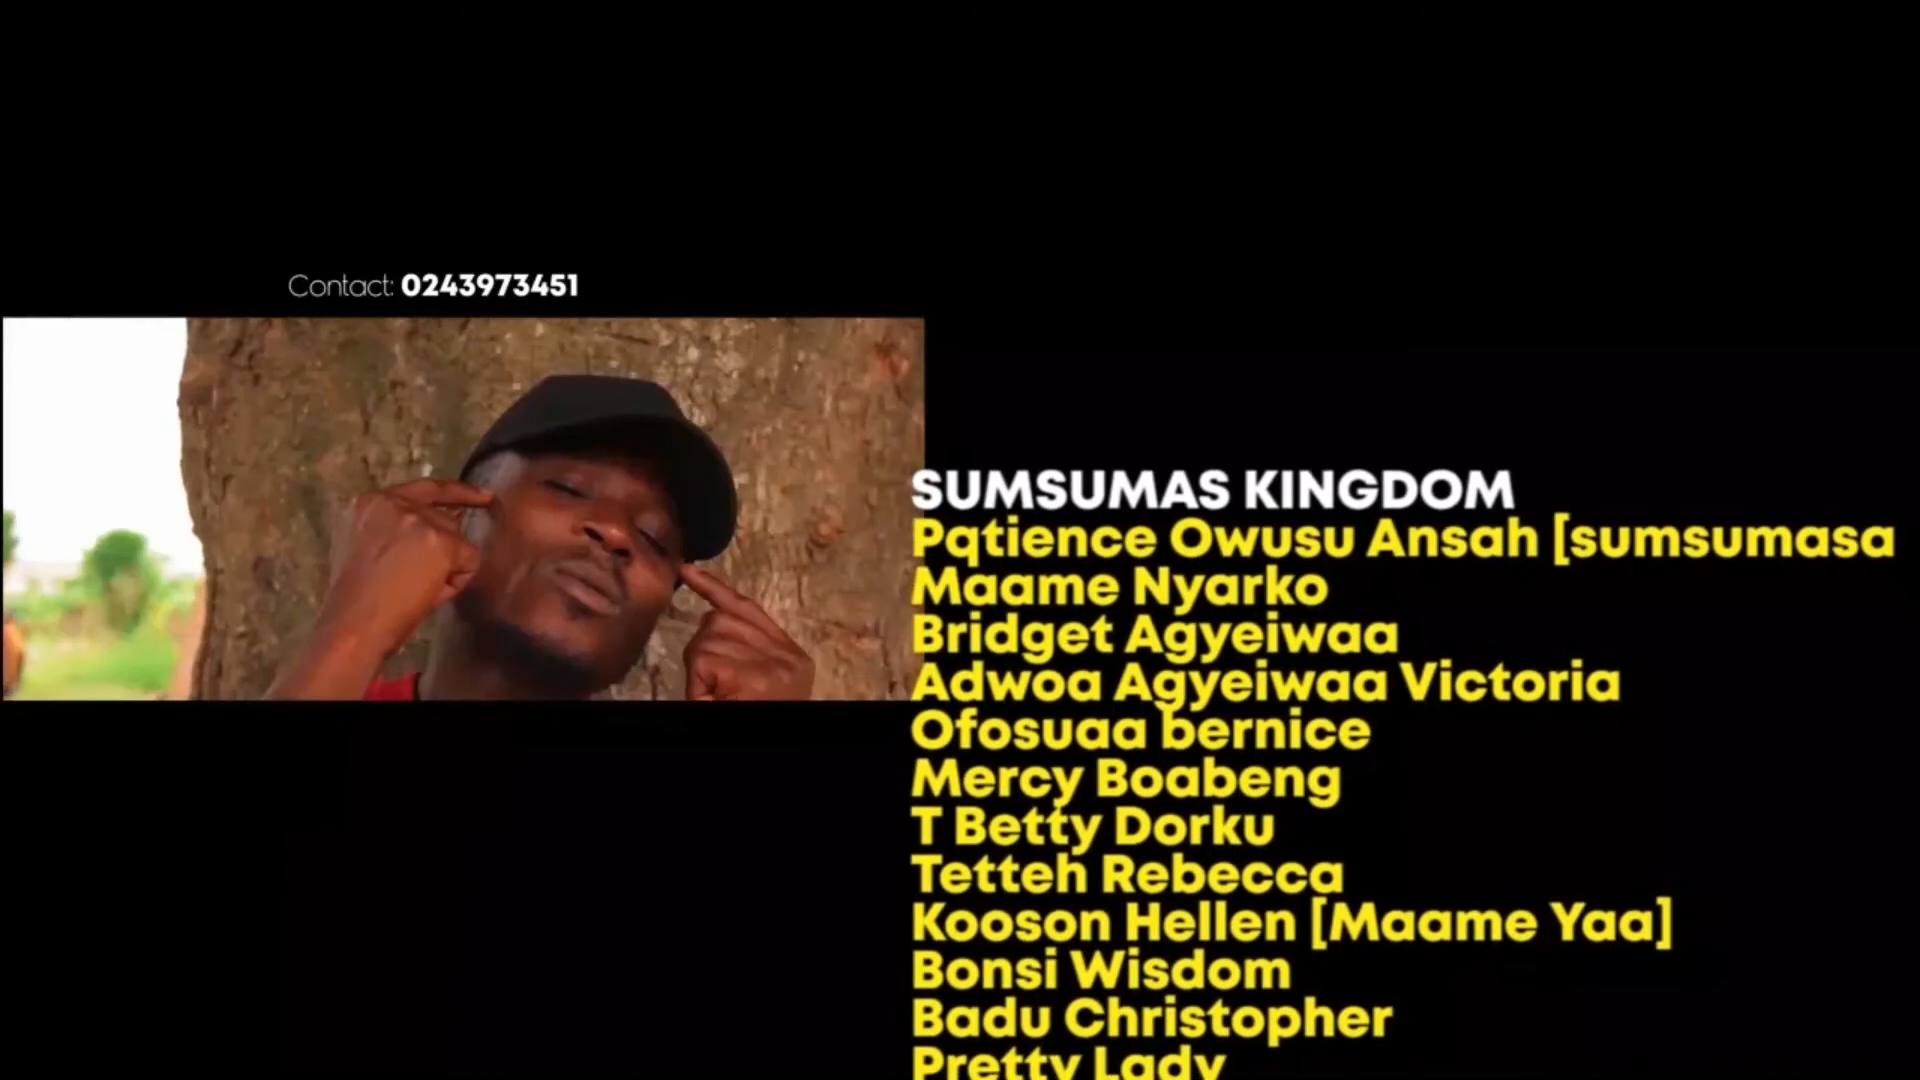 Contact: 0243973451
SUMSUMAS KINGDOM
Pqtience Owusu Ansah [sumsumasa
Maame Nyarko
Bridget Agyeiwaa
Adwoa Agyeiwaa Victoria
Ofosuaa bernice
Mercy Boabeng
T Betty Dorku
Tetteh Rebecca
Kooson Hellen [Maame Yaa]
Bonsi Wisdom
Badu Christopher
Pretty Lady